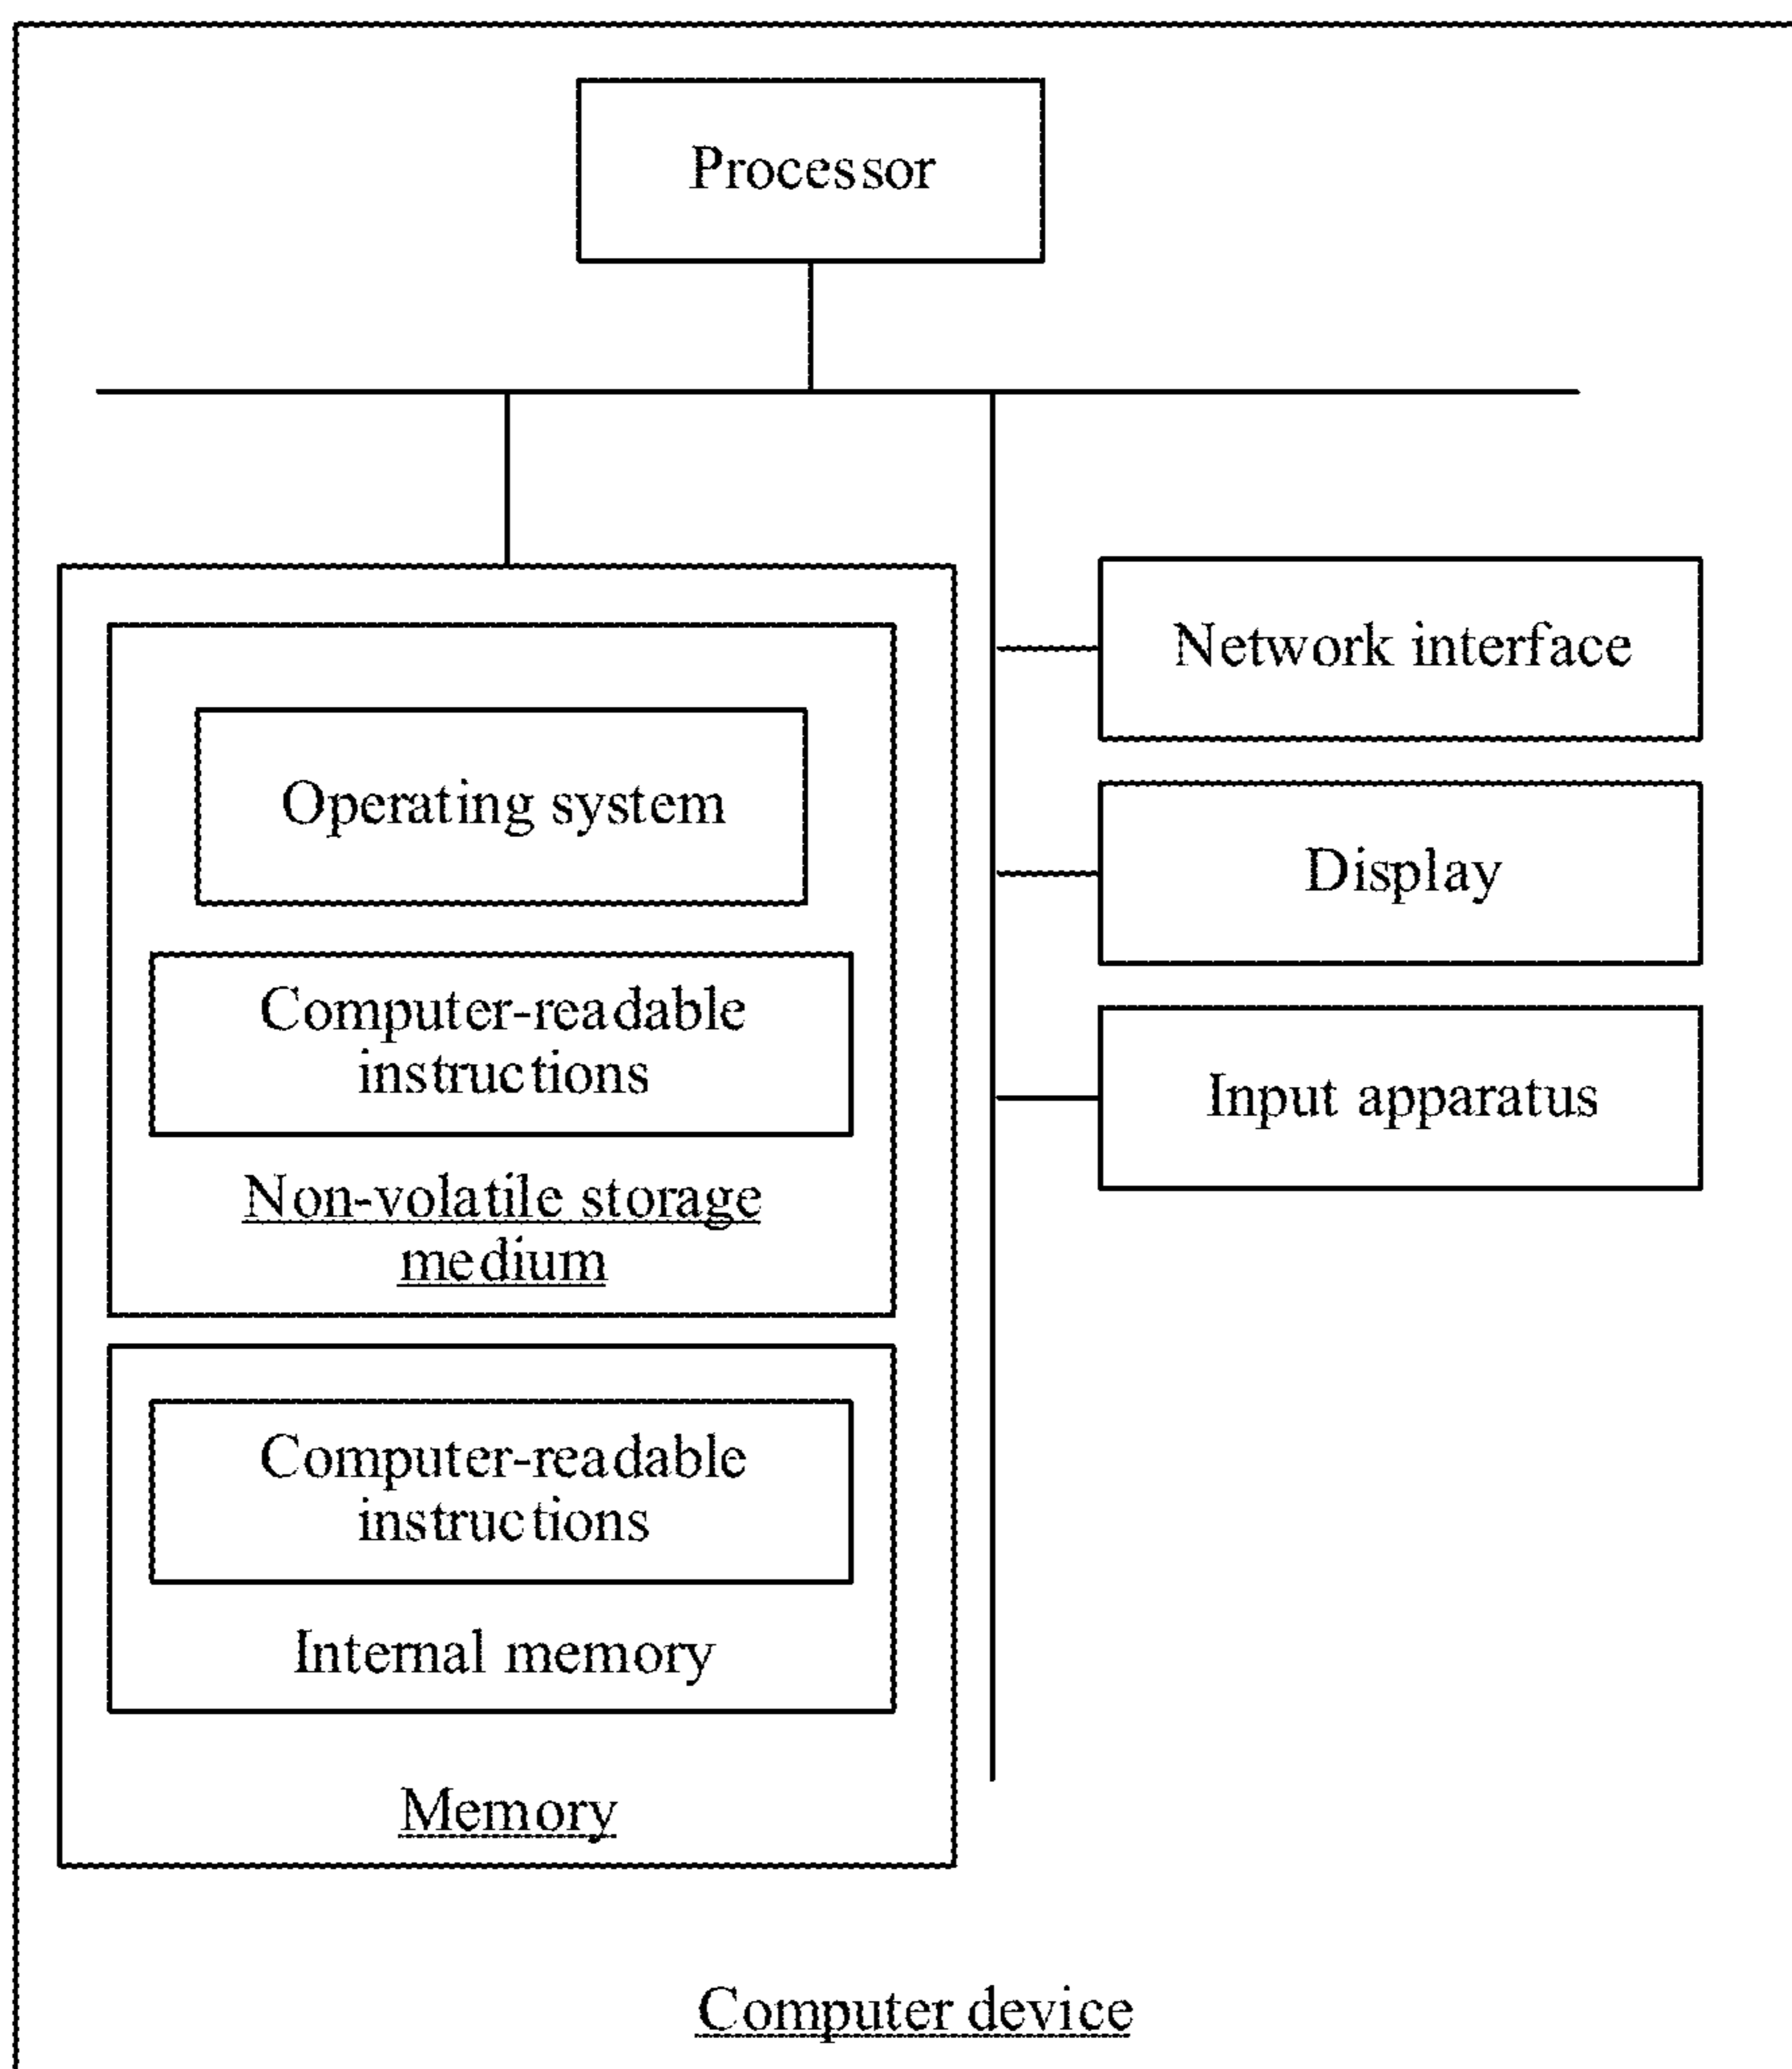 Processor
Network interface
Operating system
Display
Computer-readable
instructions
Input apparatus
Non-volatile storage
medium
Computer-readable
instructions
Internal memory
Memory
Computer device